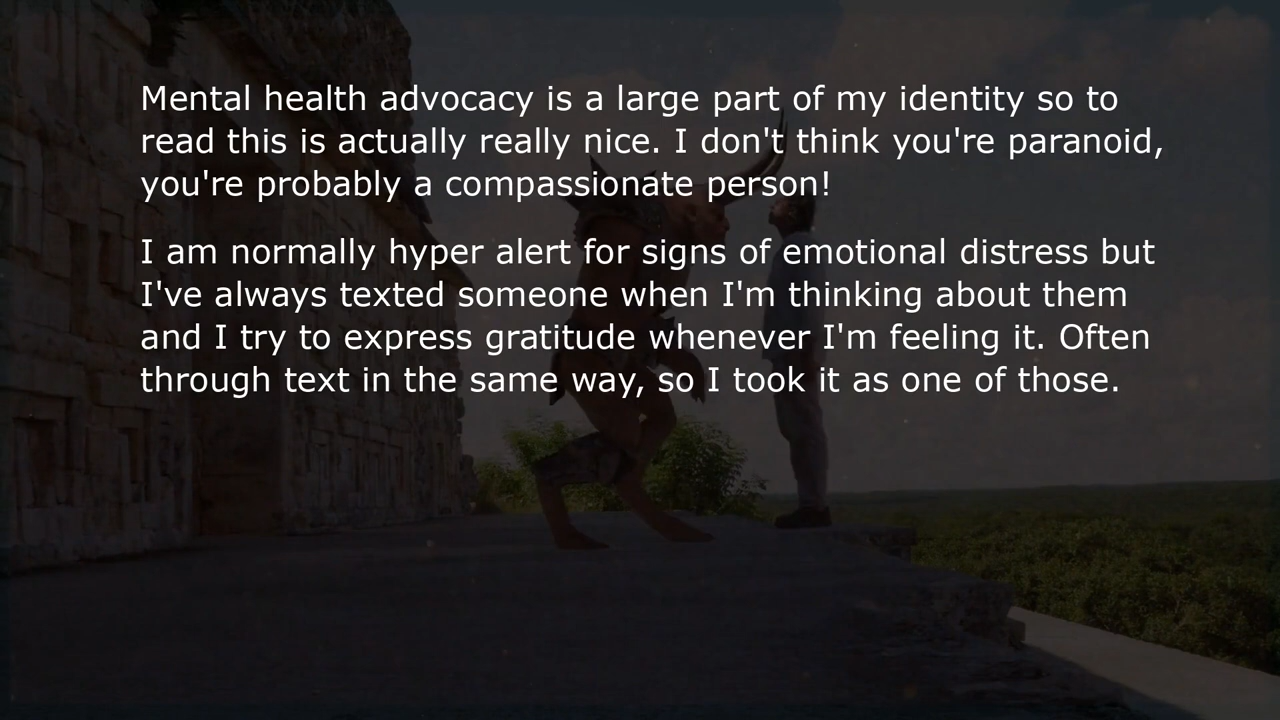 Mental health advocacy is a large part of my identity so to
read this is actually really nice. I don't think you're paranoid,
you're probably a compassionate person!
I am normally hyper alert for signs of emotional distress but
I've always texted someone when I'm thinking about them
and I try to express gratitude whenever I'm feeling it. Often
through text in the same way, so I took it as one of those.